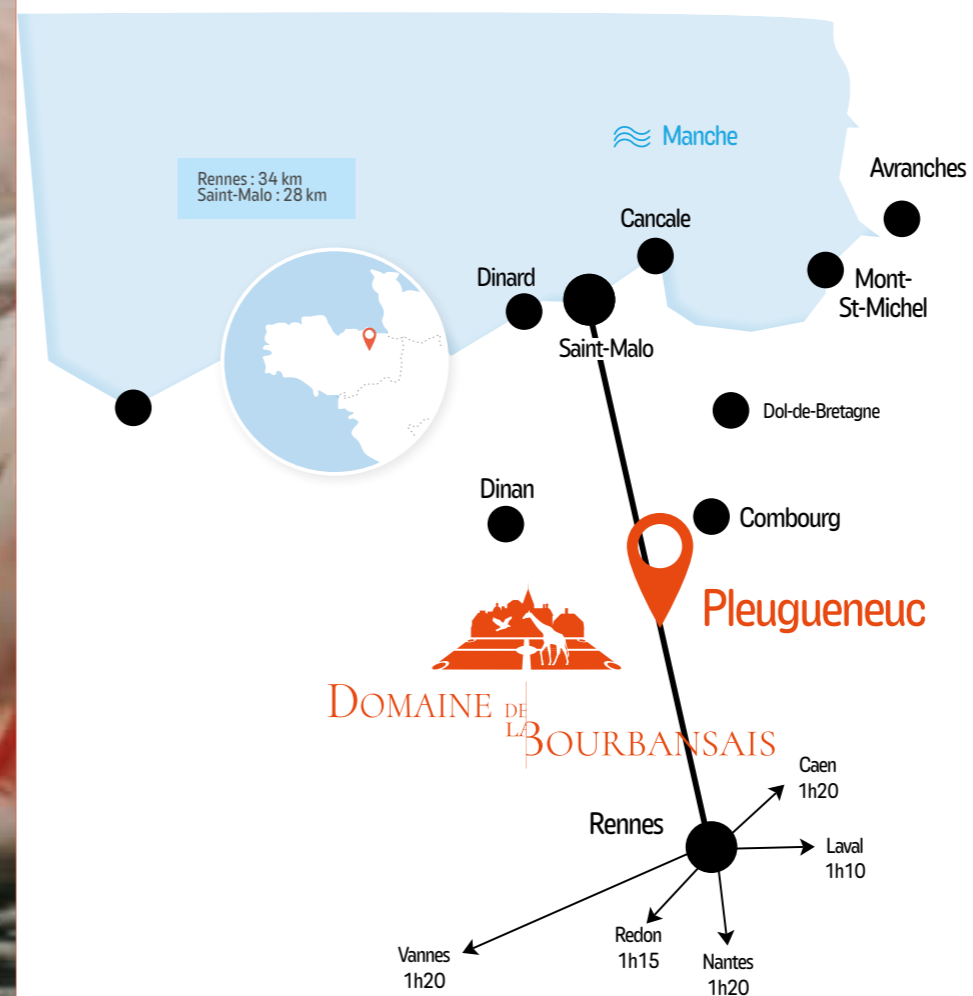 Manche
Avranches
Rennes : 34 km
Saint-Malo : 28 km
Cancale
Dinard
Mont-
St-Michel
Saint-Malo
Dol-de-Bretagne
Dinan
Combourg
Pleugueneuc
DOMAINE DE
LA BOURBANSAIS
Caen
1h20
Rennes
Laval
1h10
Redon
1h15
Vannes
1h20
Nantes
1h20